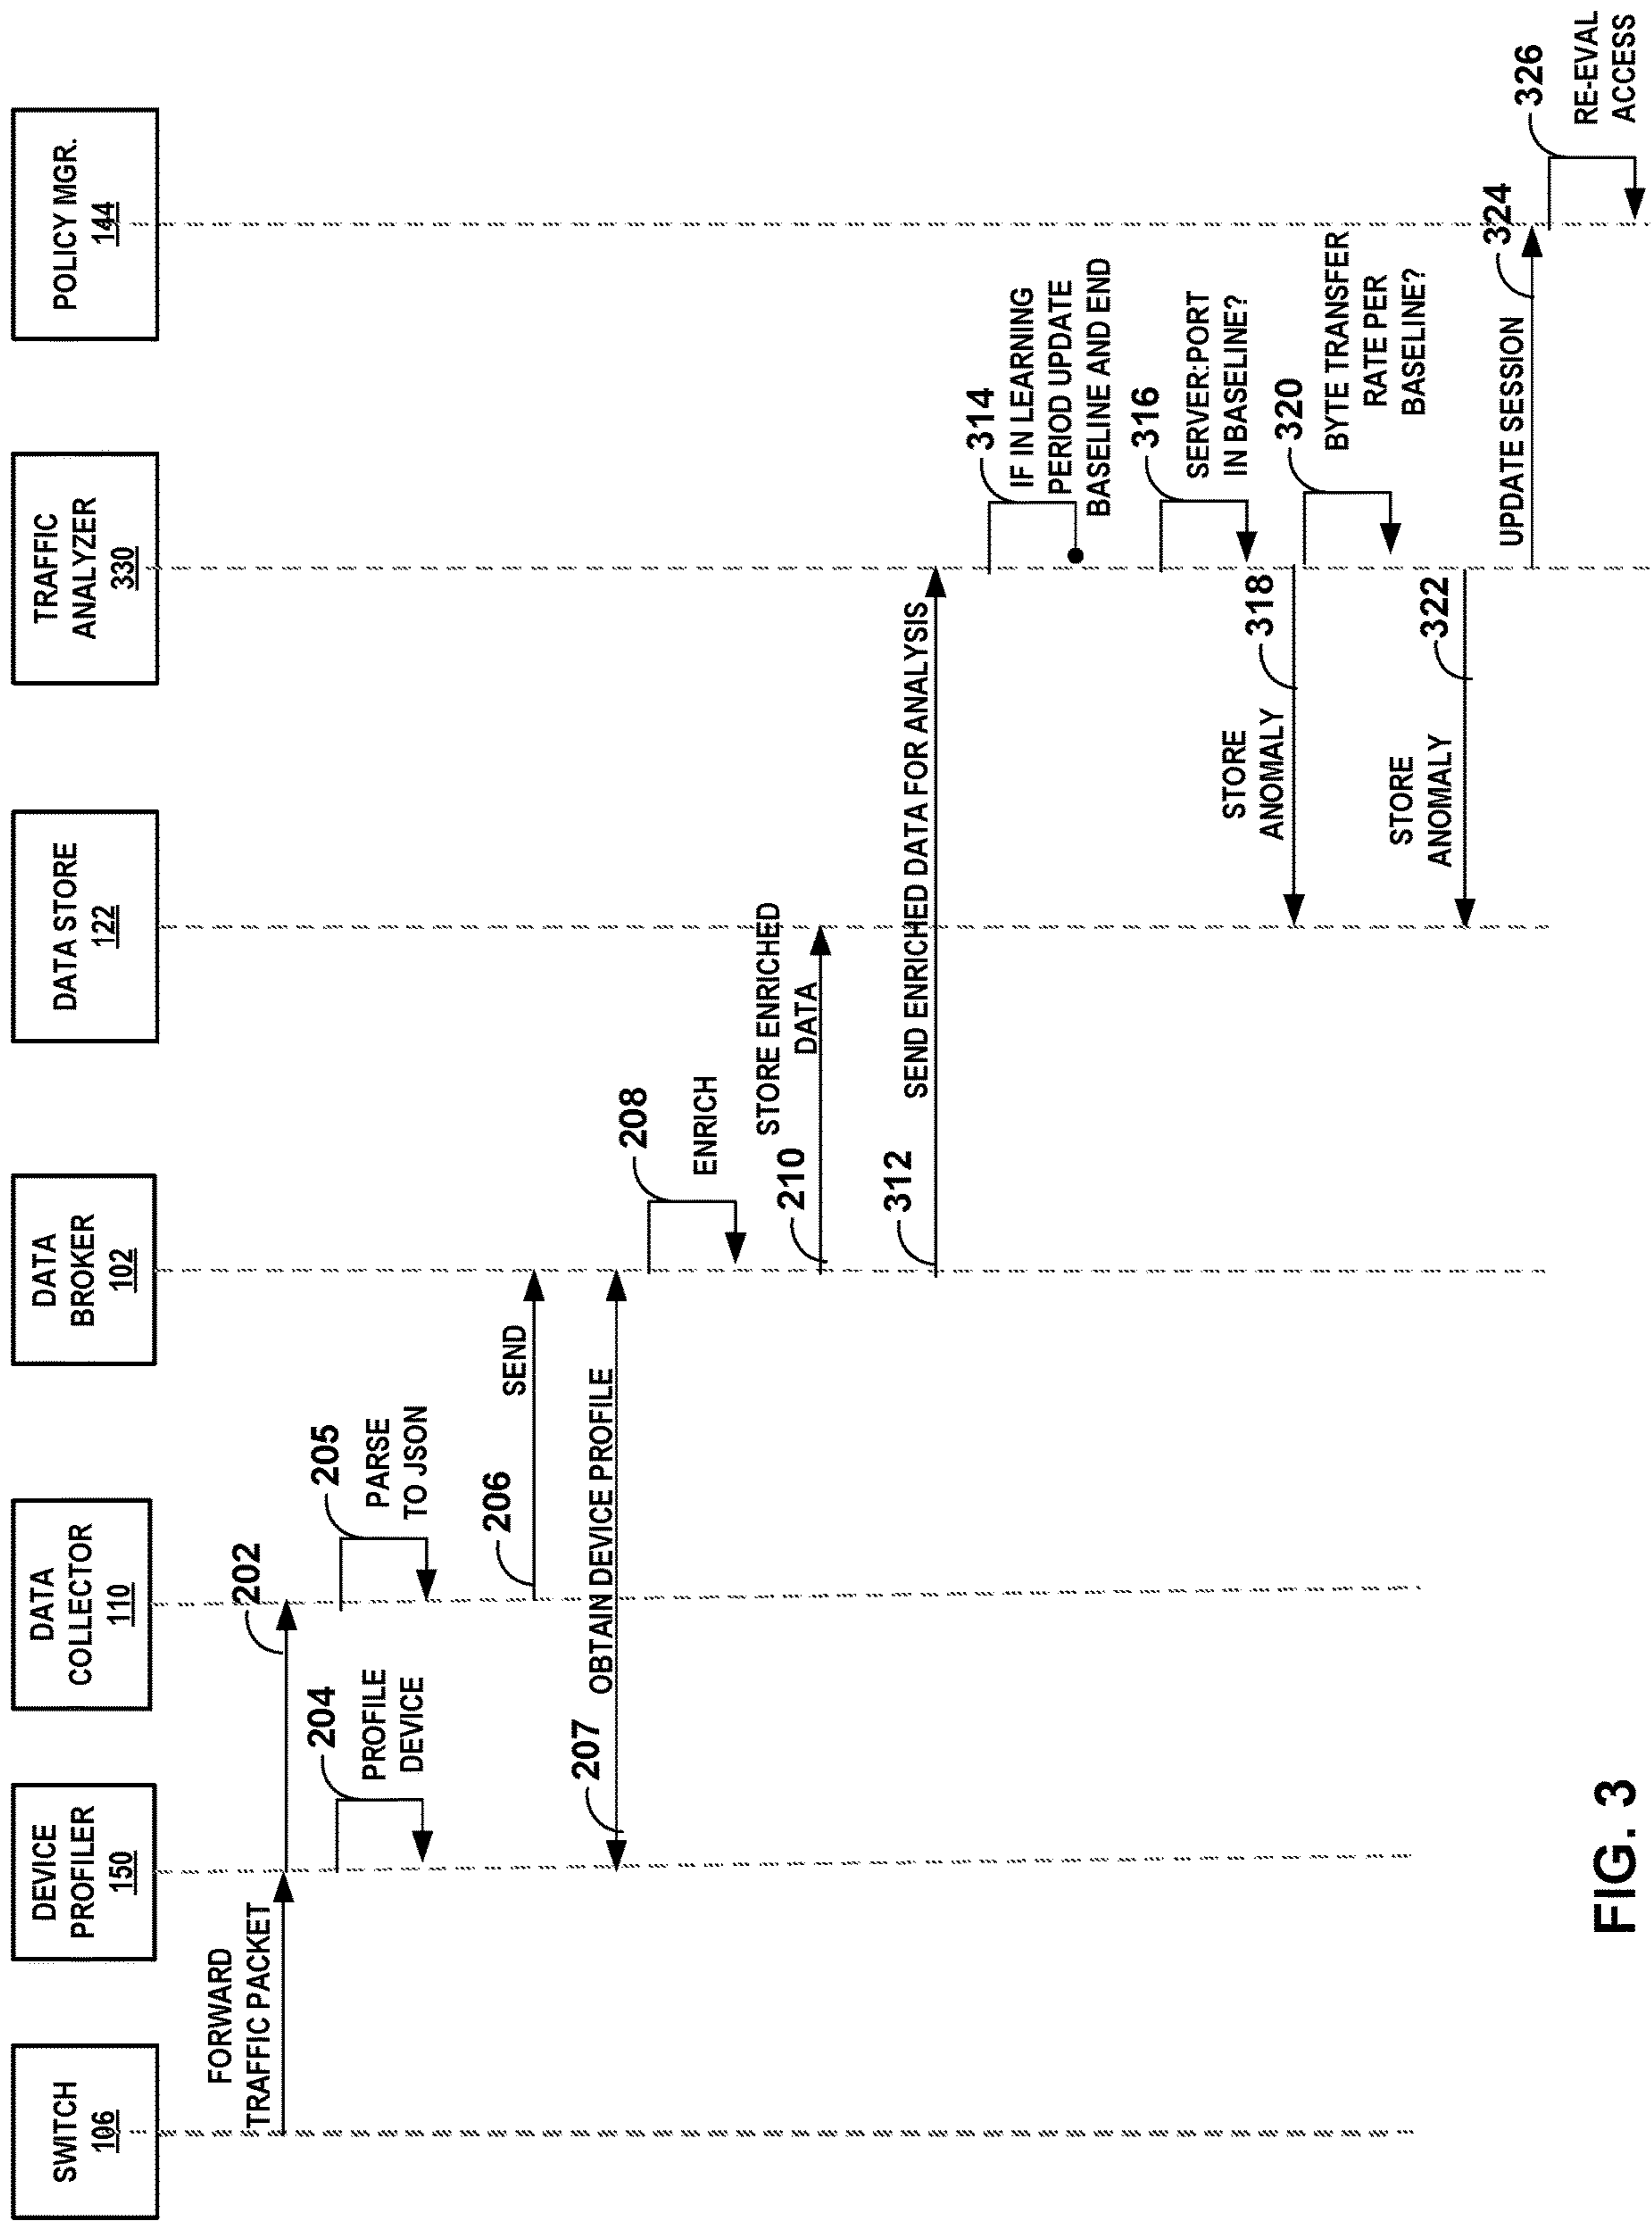 SWITCH
106
DEVICE
PROFILER
150
DATA
COLLECTOR
110
DATA
BROKER
102
DATA STORE
122
TRAFFIC
ANALYZER
330
POLICY MGR.
144
FORWARD
TRAFFIC PACKET
202
204
PROFILE
DEVICE
205
PARSE
TO JSON
206
SEND
207
OBTAIN DEVICE PROFILE
208
ENRICH
210
STORE ENRICHED
DATA
312
SEND ENRICHED DATA FOR ANALYSIS
314
IF IN LEARNING
PERIOD UPDATE
BASELINE AND END
316
SERVER:PORT
IN BASELINE?
318
STORE
ANOMALY
320
BYTE TRANSFER
RATE PER
BASELINE?
322
STORE
ANOMALY
UPDATE SESSION
324
326
RE-EVAL
ACCESS
FIG. 3